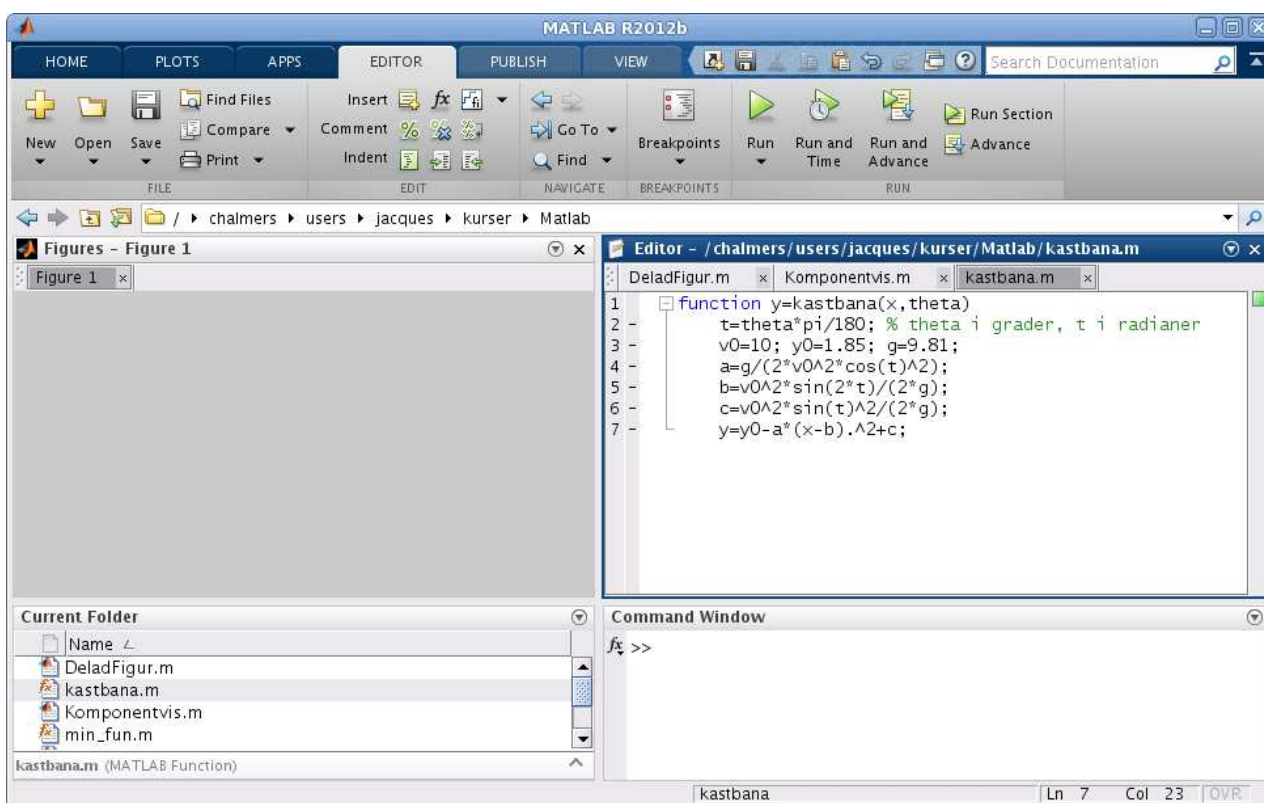 MATLAB R2012b
HOME PLOTS APPS EDITOR PUBLISH VIEW Search Documentation
New Open Save Find Files Compare Print
FILE
Insert fx
Comment %
Indent
EDIT
Go To
Find
NAVIGATE
Breakpoints
BREAKPOINTS
Run Run and Time Run and Advance Run Section Advance
RUN
/ chalmers users jacques kurser Matlab
Figures - Figure 1
Figure 1
Editor - /chalmers/users/jacques/kurser/Matlab/kastbana.m
DeladFigur.m Komponentvis.m kastbana.m
1 function y=kastbana(x,theta)
2 - t=theta*pi/180; % theta i grader, t i radianer
3 - v0=10; y0=1.85; g=9.81;
4 - a=g/(2*v0^2*cos(t)^2);
5 - b=v0^2*sin(2*t)/(2*g);
6 - c=v0^2*sin(t)^2/(2*g);
7 - y=y0-a*(x-b).^2+c;
Current Folder
Name
DeladFigur.m
kastbana.m
Komponentvis.m
min_fun.m
kastbana.m (MATLAB Function)
Command Window
fx >>
kastbana Ln 7 Col 23 OVR